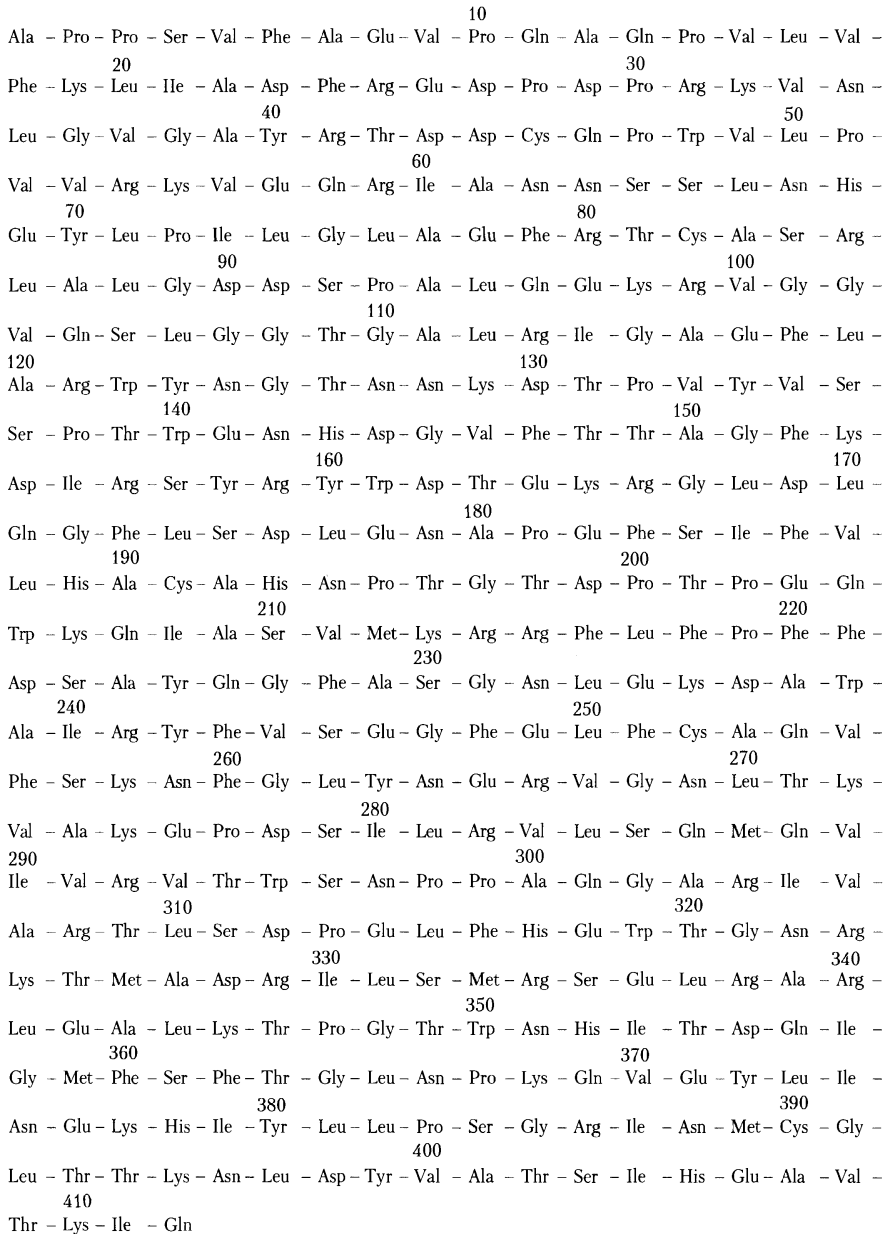 10
Ala – Pro – Pro – Ser – Val – Phe – Ala – Glu – Val – Pro – Gln – Ala – Gln – Pro – Val – Leu – Val –
20 30
Phe – Lys – Leu – Ile – Ala – Asp – Phe – Arg – Glu – Asp – Pro – Asp – Pro – Arg – Lys – Val – Asn –
40 50
Leu – Gly – Val – Gly – Ala – Tyr – Arg – Thr – Asp – Asp – Cys – Gln – Pro – Trp – Val – Leu – Pro –
60
Val – Val – Arg – Lys – Val – Glu – Gln – Arg – Ile – Ala – Asn – Asn – Ser – Ser – Leu – Asn – His –
70 80
Glu – Tyr – Leu – Pro – Ile – Leu – Gly – Leu – Ala – Glu – Phe – Arg – Thr – Cys – Ala – Ser – Arg –
90 100
Leu – Ala – Leu – Gly – Asp – Asp – Ser – Pro – Ala – Leu – Gln – Glu – Lys – Arg – Val – Gly – Gly –
110
Val – Gln – Ser – Leu – Gly – Gly – Thr – Gly – Ala – Leu – Arg – Ile – Gly – Ala – Glu – Phe – Leu –
120 130
Ala – Arg – Trp – Tyr – Asn – Gly – Thr – Asn – Asn – Lys – Asp – Thr – Pro – Val – Tyr – Val – Ser –
140 150
Ser – Pro – Thr – Trp – Glu – Asn – His – Asp – Gly – Val – Phe – Thr – Thr – Ala – Gly – Phe – Lys –
160 170
Asp – Ile – Arg – Ser – Tyr – Arg – Tyr – Trp – Asp – Thr – Glu – Lys – Arg – Gly – Leu – Asp – Leu –
180
Gln – Gly – Phe – Leu – Ser – Asp – Leu – Glu – Asn – Ala – Pro – Glu – Phe – Ser – Ile – Phe – Val –
190 200
Leu – His – Ala – Cys – Ala – His – Asn – Pro – Thr – Gly – Thr – Asp – Pro – Thr – Pro – Glu – Gln –
210 220
Trp – Lys – Gln – Ile – Ala – Ser – Val – Met – Lys – Arg – Arg – Phe – Leu – Phe – Pro – Phe – Phe –
230
Asp – Ser – Ala – Tyr – Gln – Gly – Phe – Ala – Ser – Gly – Asn – Leu – Glu – Lys – Asp – Ala – Trp –
240 250
Ala – Ile – Arg – Tyr – Phe – Val – Ser – Glu – Gly – Phe – Glu – Leu – Phe – Cys – Ala – Gln – Val –
260 270
Phe – Ser – Lys – Asn – Phe – Gly – Leu – Tyr – Asn – Glu – Arg – Val – Gly – Asn – Leu – Thr – Lys –
280
Val – Ala – Lys – Glu – Pro – Asp – Ser – Ile – Leu – Arg – Val – Leu – Ser – Gln – Met – Gln – Val –
290 300
Ile – Val – Arg – Val – Thr – Trp – Ser – Asn – Pro – Pro – Ala – Gln – Gly – Ala – Arg – Ile – Val –
310 320
Ala – Arg – Thr – Leu – Ser – Asp – Pro – Glu – Leu – Phe – His – Glu – Trp – Thr – Gly – Asn – Arg –
330 340
Lys – Thr – Met – Ala – Asp – Arg – Ile – Leu – Ser – Met – Arg – Ser – Glu – Leu – Arg – Ala – Arg –
350
Leu – Glu – Ala – Leu – Lys – Thr – Pro – Gly – Thr – Trp – Asn – His – Ile – Thr – Asp – Gln – Ile –
360 370
Gly – Met – Phe – Ser – Phe – Thr – Gly – Leu – Asn – Pro – Lys – Gln – Val – Glu – Tyr – Leu – Ile –
380 390
Asn – Glu – Lys – His – Ile – Tyr – Leu – Leu – Pro – Ser – Gly – Arg – Ile – Asn – Met – Cys – Gly –
400
Leu – Thr – Thr – Lys – Asn – Leu – Asp – Tyr – Val – Ala – Thr – Ser – Ile – His – Glu – Ala – Val –
410
Thr – Lys – Ile – Gln